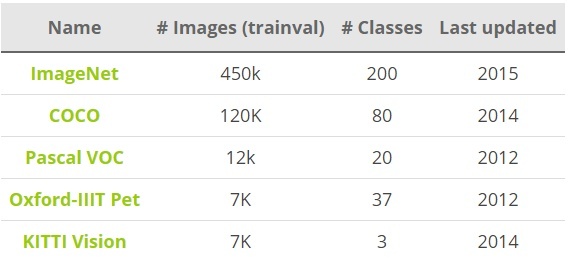 Name # Images (trainval) # Classes Last updated
ImageNet 450k 200 2015
COCO 120K 80 2014
Pascal VOC 12k 20 2012
Oxford-IIIT Pet 7K 37 2012
KITTI Vision 7K 3 2014